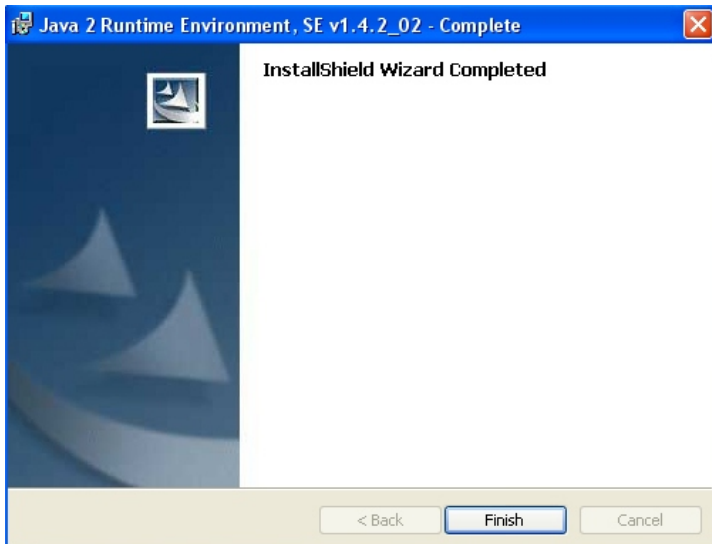 Java 2 Runtime Environment, SE v1.4.2_02 - Complete
InstallShield Wizard Completed
< Back
Finish
Cancel